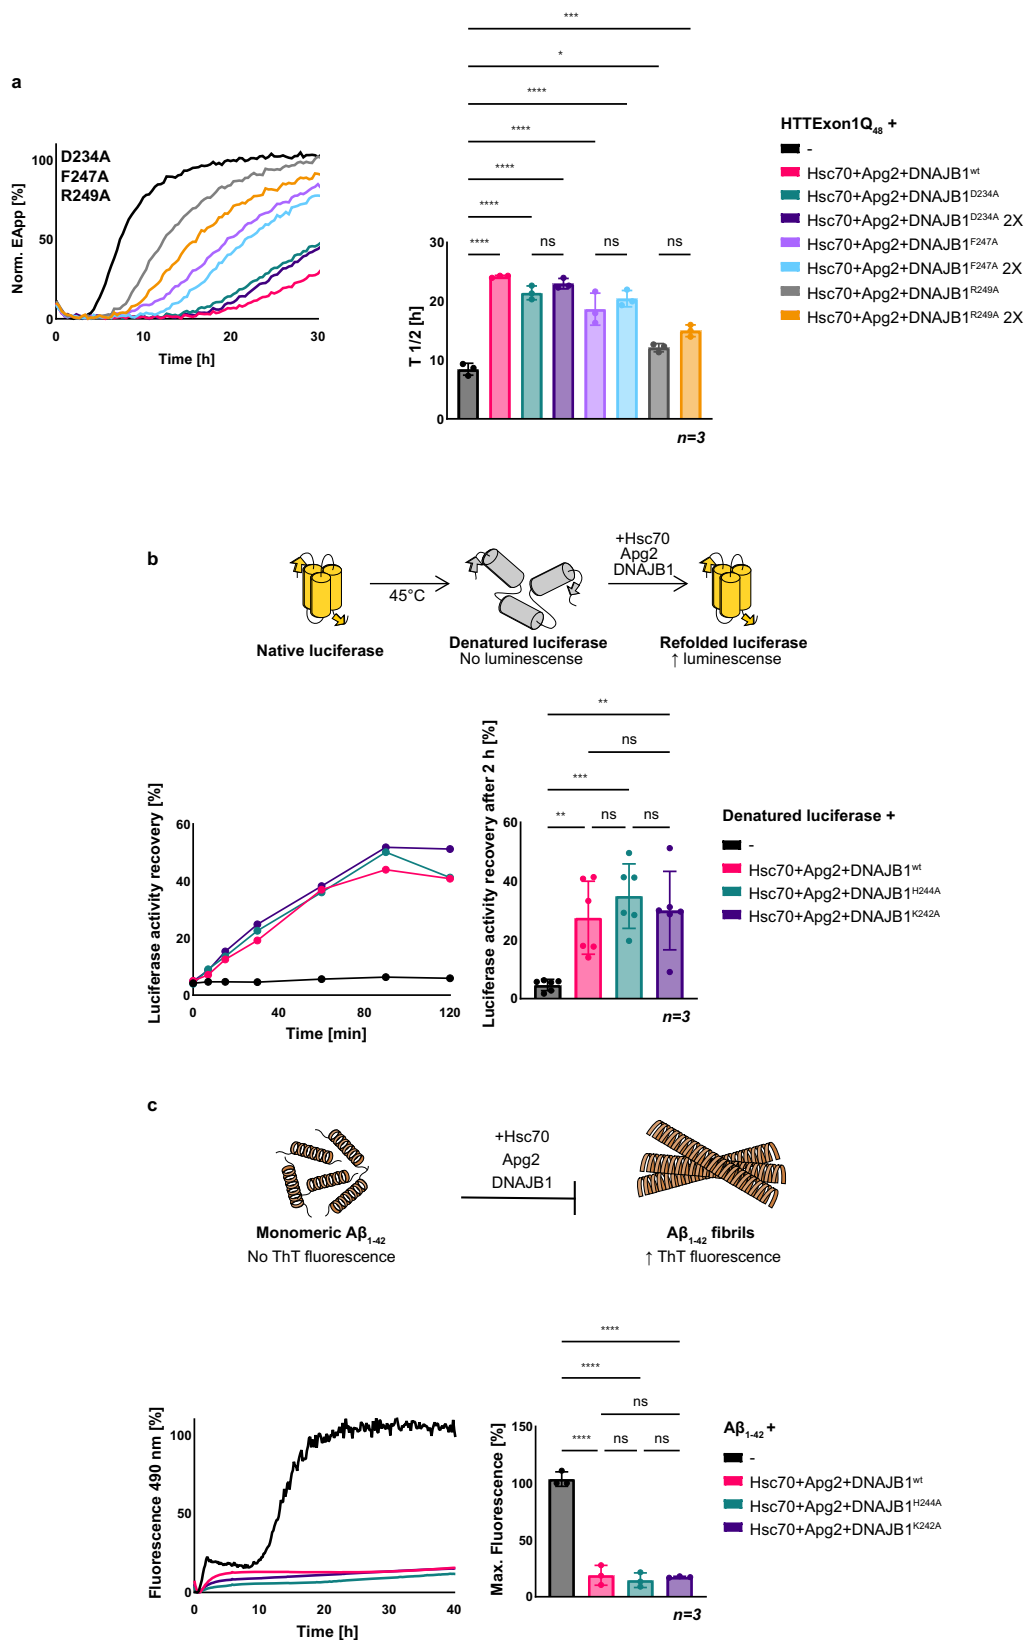 a
D234A
F247A
R249A
Norm. EApp [%]
100
50
0
0
10
20
30
Time [h]
***
*
****
****
****
****
****
ns
ns
ns
T 1/2 [h]
30
20
10
0
n=3
HTTExon1Q48 +
-
Hsc70+Apg2+DNAJB1wt
Hsc70+Apg2+DNAJB1D234A
Hsc70+Apg2+DNAJB1D234A 2X
Hsc70+Apg2+DNAJB1F247A
Hsc70+Apg2+DNAJB1F247A 2X
Hsc70+Apg2+DNAJB1R249A
Hsc70+Apg2+DNAJB1R249A 2X
b
45°C
+Hsc70
Apg2
DNAJB1
Native luciferase
Denatured luciferase
No luminescense
Refolded luciferase
↑ luminescense
Luciferase activity recovery [%]
60
40
20
0
0
40
80
120
Time [min]
Luciferase activity recovery after 2 h [%]
**
ns
***
**
ns
ns
60
40
20
0
n=3
Denatured luciferase +
-
Hsc70+Apg2+DNAJB1wt
Hsc70+Apg2+DNAJB1H244A
Hsc70+Apg2+DNAJB1K242A
c
+Hsc70
Apg2
DNAJB1
Monomeric Aβ1-42
No ThT fluorescence
Aβ1-42 fibrils
↑ ThT fluorescence
Fluorescence 490 nm [%]
100
50
0
0
10
20
30
40
Time [h]
****
****
ns
****
ns
ns
Max. Fluorescence [%]
150
100
50
0
n=3
Aβ1-42 +
-
Hsc70+Apg2+DNAJB1wt
Hsc70+Apg2+DNAJB1H244A
Hsc70+Apg2+DNAJB1K242A